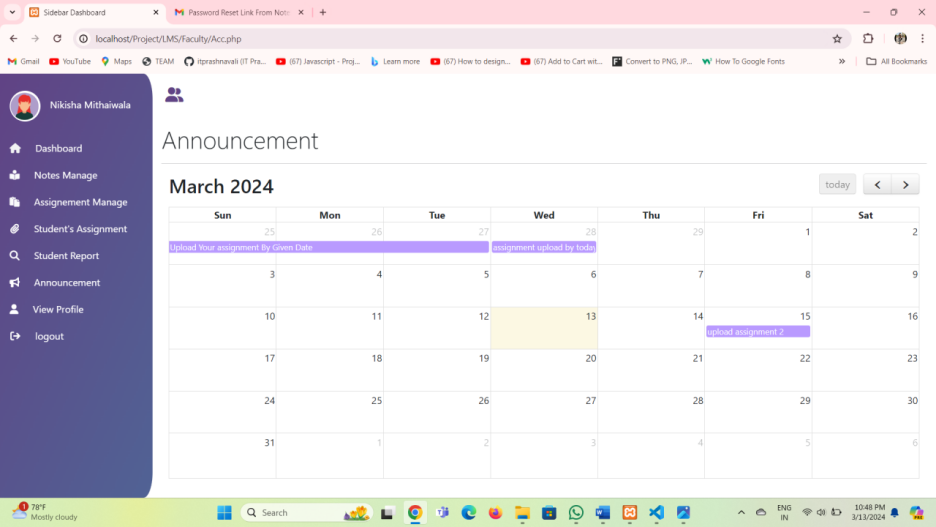 Sidebar Dashboard
Password Reset Link From Note
localhost/Project/LMS/Faculty/Acc.php
Gmail YouTube Maps TEAM itprashnavali (IT Pra... (67) Javascript - Proj... Learn more (67) How to design... (67) Add to Cart wit... Convert to PNG, JP... How To Google Fonts » All Bookmarks
Nikisha Mithaiwala
Dashboard
Notes Manage
Assignement Manage
Student's Assignment
Student Report
Announcement
View Profile
logout
Announcement
March 2024 today
Sun Mon Tue Wed Thu Fri Sat
25 26 27 28 29 1 2
Upload Your assignment By Given Date assignment upload by today
3 4 5 6 7 8 9
10 11 12 13 14 15 16
upload assignment 2
17 18 19 20 21 22 23
24 25 26 27 28 29 30
31 1 2 3 4 5 6
1
78°F
Mostly cloudy
Search
ENG
IN
10:48 PM
3/13/2024